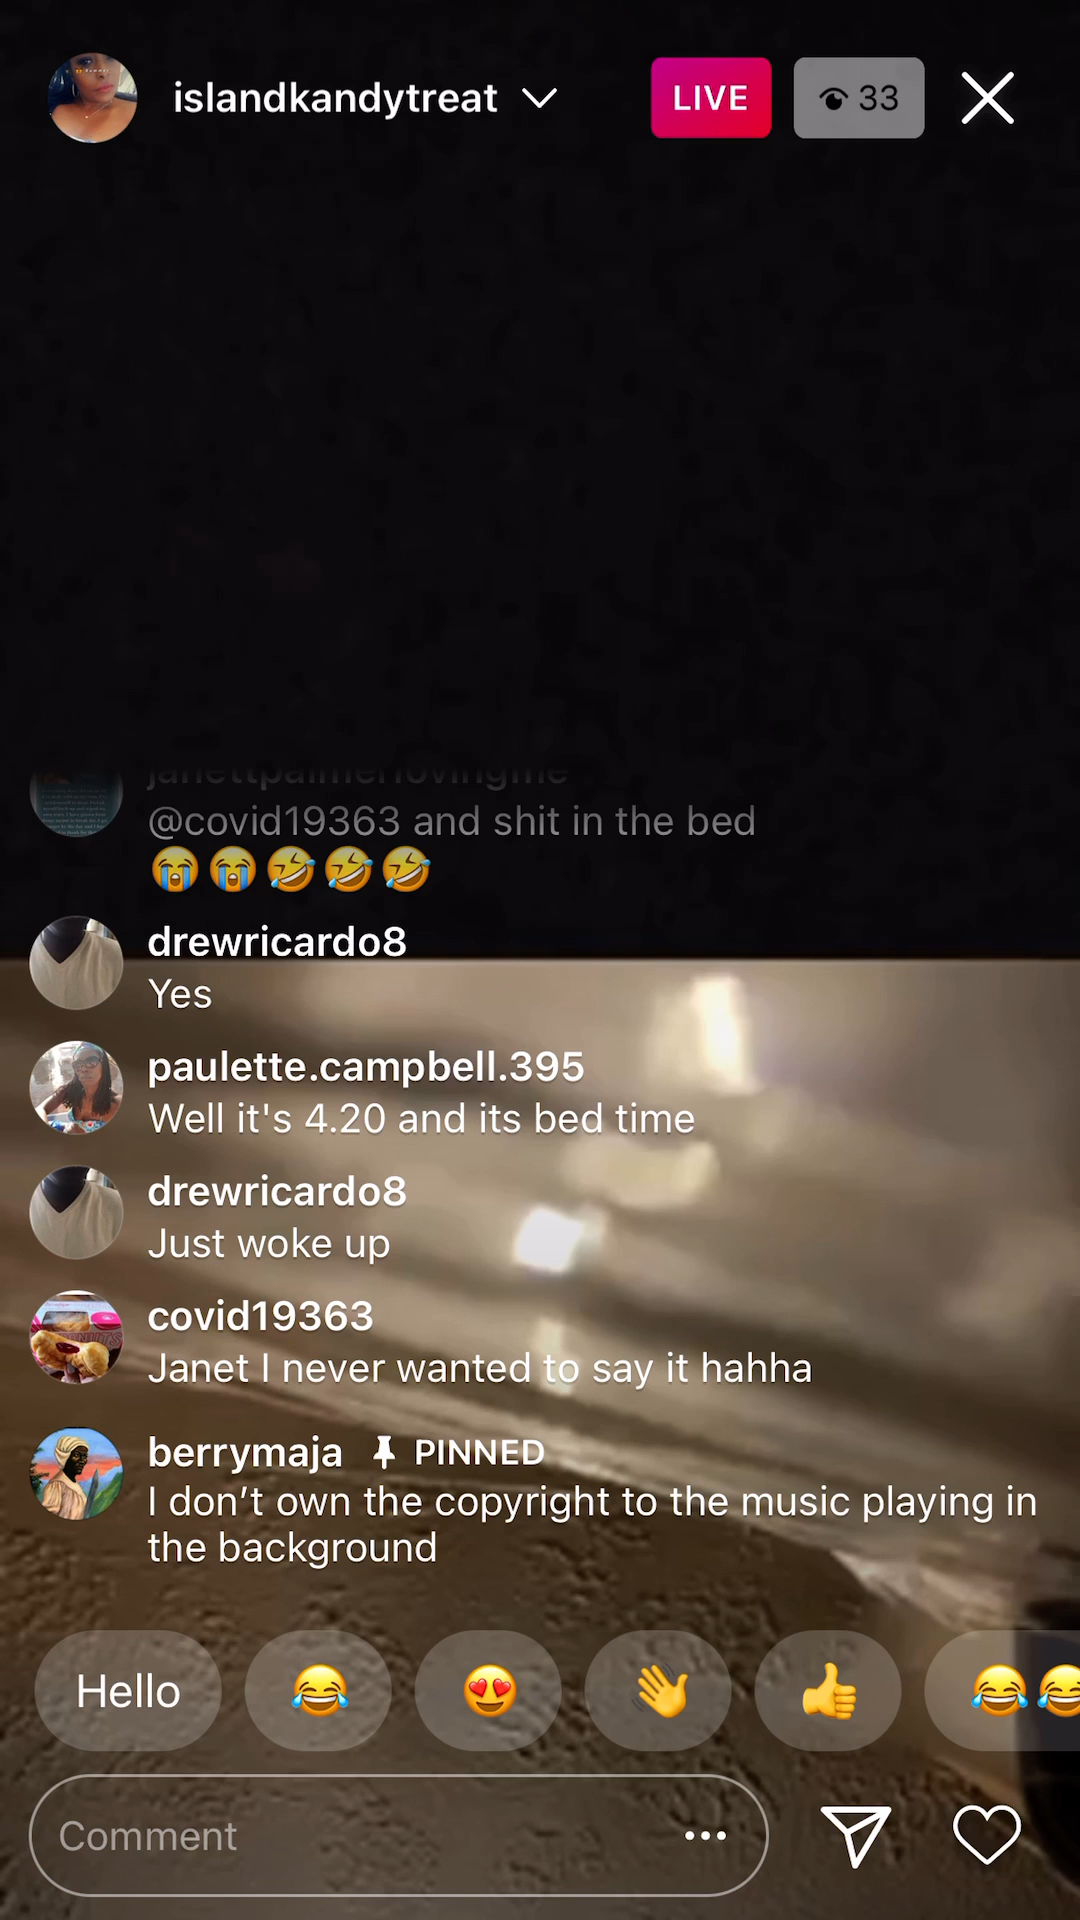 islandkandytreat
LIVE
33
janettpalmerlovingme
@covid19363 and shit in the bed
😭😭🤣🤣🤣
drewricardo8
Yes
paulette.campbell.395
Well it's 4.20 and its bed time
drewricardo8
Just woke up
covid19363
Janet I never wanted to say it hahha
berrymaja PINNED
I don’t own the copyright to the music playing in
the background
Hello 😂 😍 👋 👍 😂😂
Comment